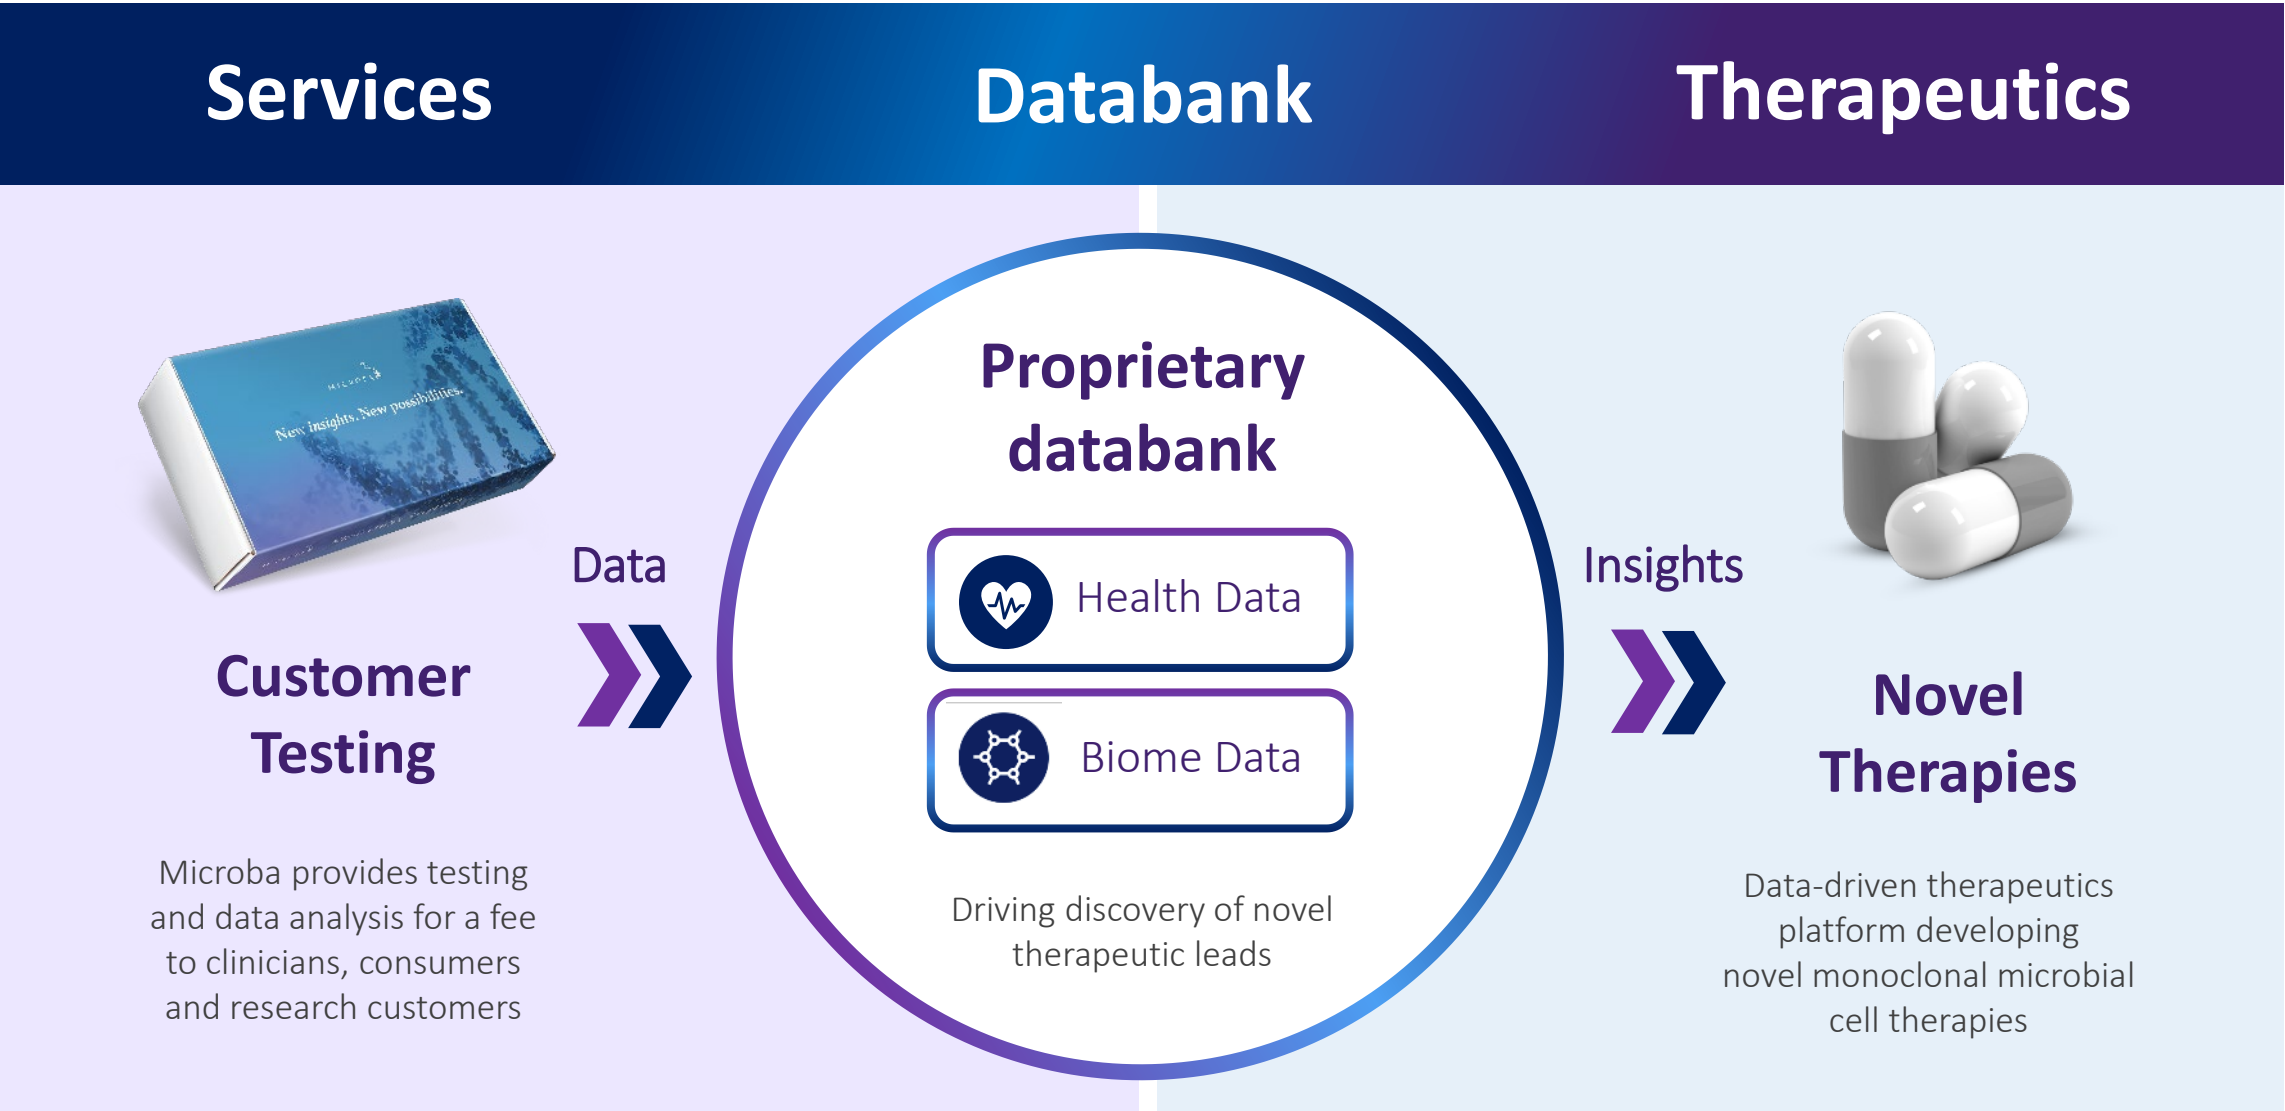 Services
Databank
Therapeutics
New insights. New possibilities.
Data
Customer
Testing
Microba provides testing
and data analysis for a fee
to clinicians, consumers
and research customers
Proprietary
databank
Health Data
Biome Data
Driving discovery of novel
therapeutic leads
Insights
Novel
Therapies
Data-driven therapeutics
platform developing
novel monoclonal microbial
cell therapies